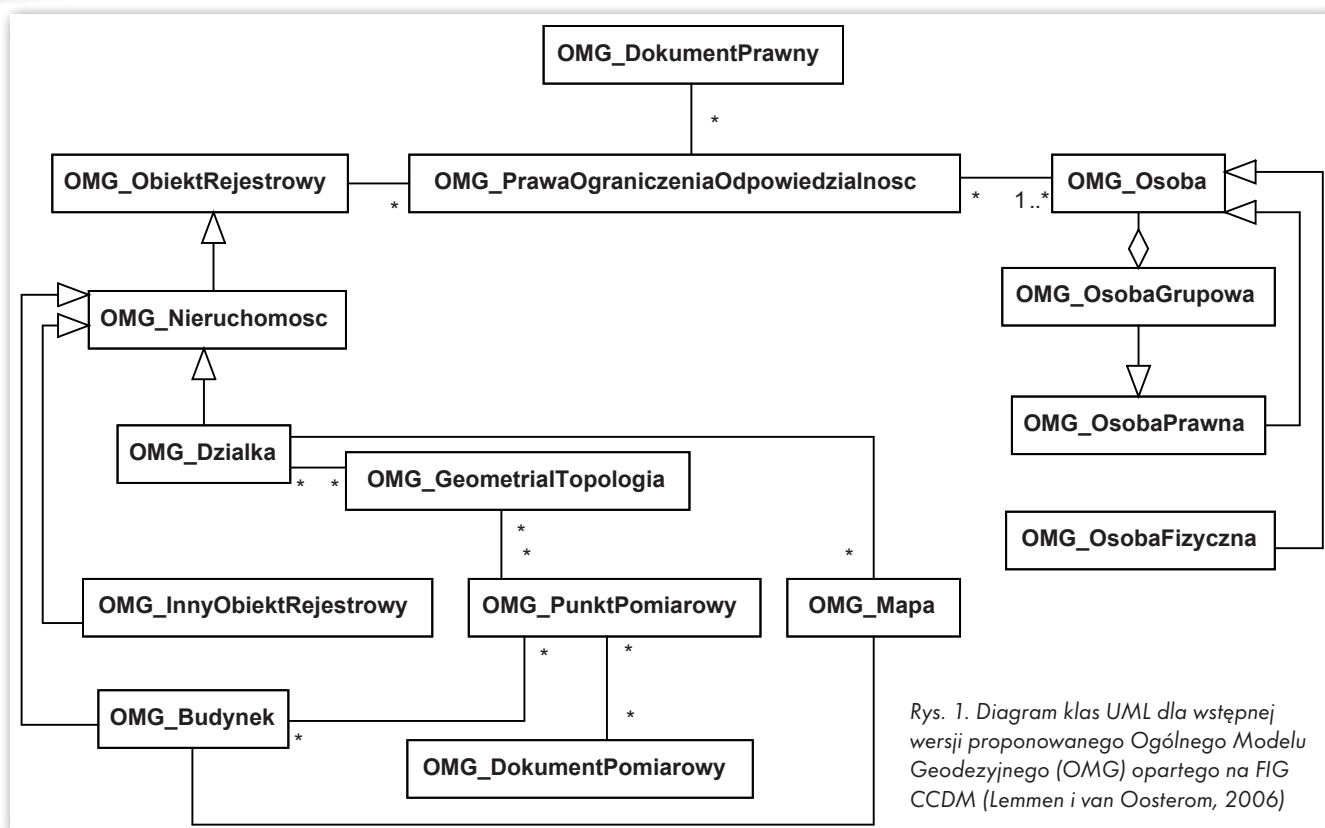 OMG_DokumentPrawny
*
OMG_ObiektRejestrowy
OMG_PrawaOgraniczeniaOdpowiedzialnosc
OMG_Osoba
*
*
1..*
OMG_OsobaGrupowa
OMG_Nieruchomosc
OMG_OsobaPrawna
OMG_Dzialka
OMG_GeometriaITopologia
*
*
*
*
*
OMG_OsobaFizyczna
OMG_InnyObiektRejestrowy
OMG_PunktPomiarowy
OMG_Mapa
*
*
OMG_Budynek
*
*
OMG_DokumentPomiarowy
Rys. 1. Diagram klas UML dla wstępnej
wersji proponowanego Ogólnego Modelu
Geodezyjnego (OMG) opartego na FIG
CCDM (Lemmen i van Oosterom, 2006)